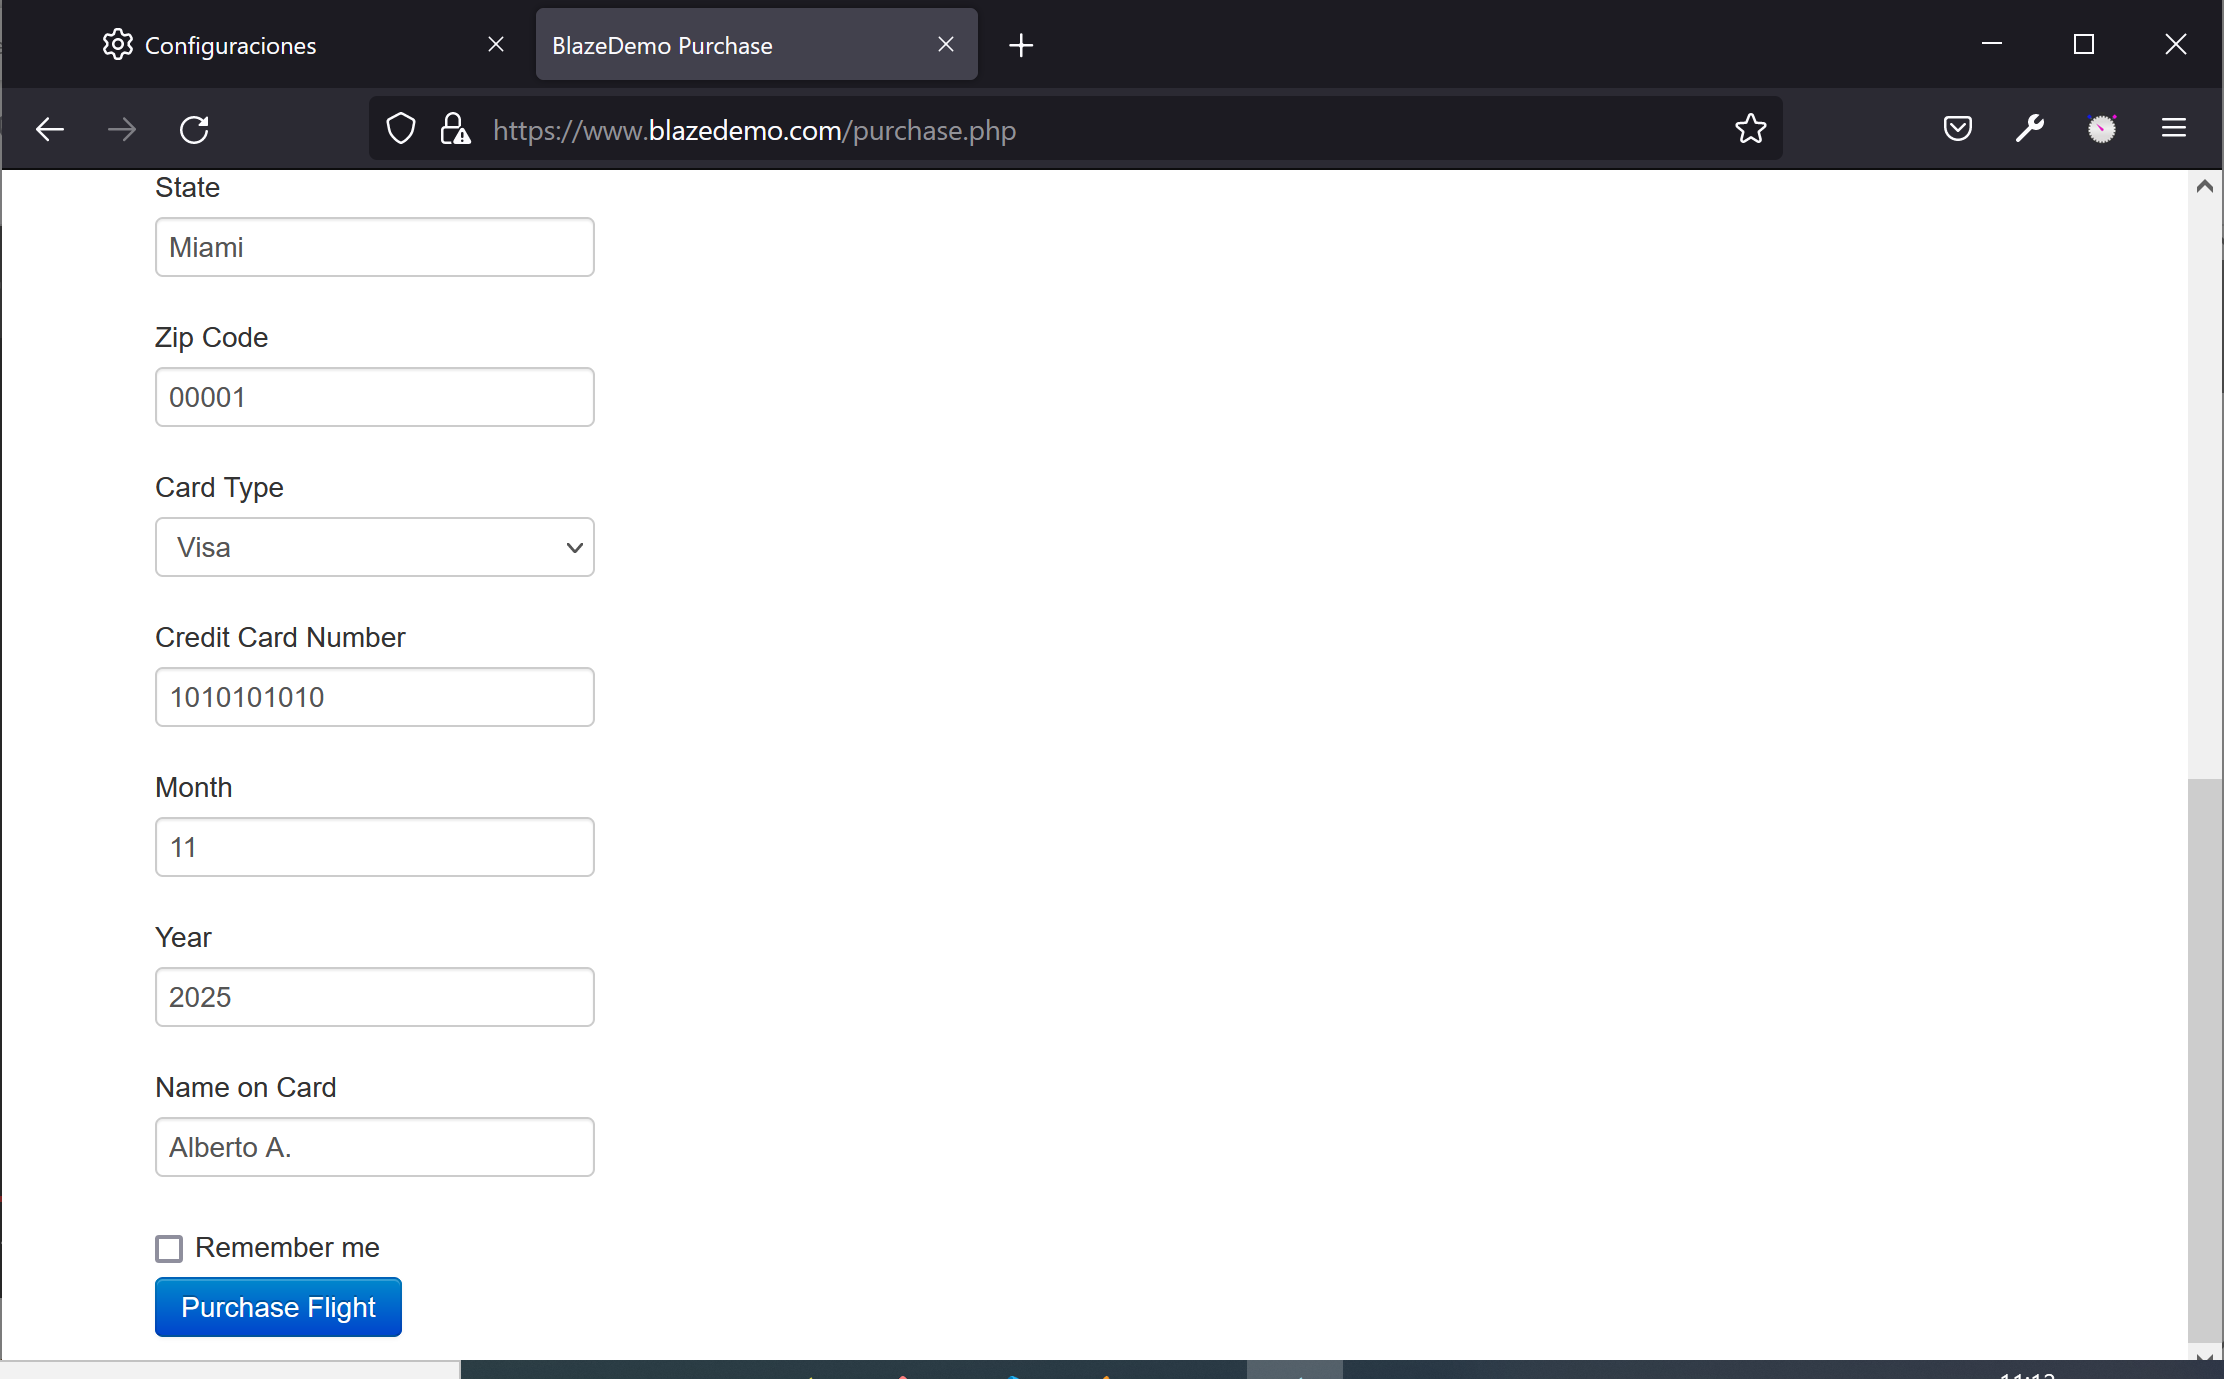 Configuraciones
BlazeDemo Purchase
https://www.blazedemo.com/purchase.php
State
Miami
Zip Code
00001
Card Type
Visa
Credit Card Number
1010101010
Month
11
Year
2025
Name on Card
Alberto A.
Remember me
Purchase Flight